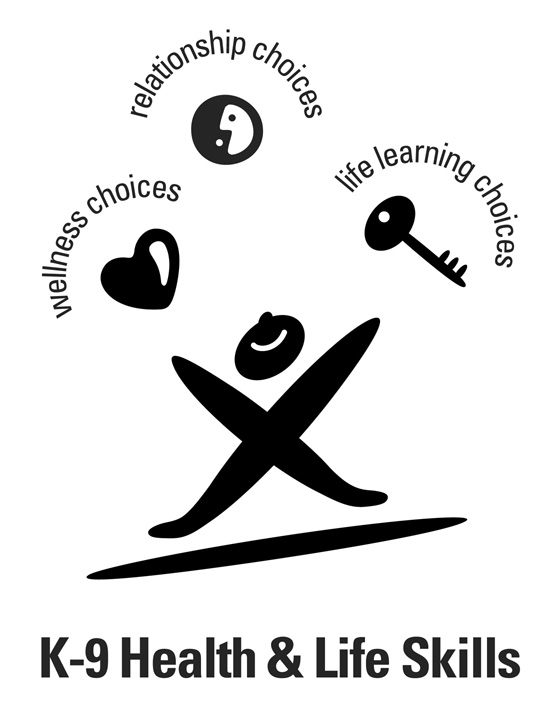 relationship choices
wellness choices
life learning choices
K-9 Health & Life Skills